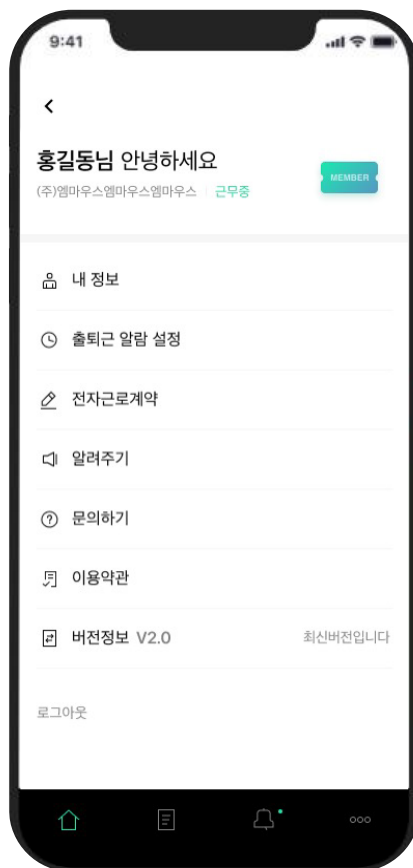 9:41
홍길동님 안녕하세요
MEMBER
(주)엠마우스엠마우스엠마우스 근무중
내 정보
출퇴근 알람 설정
전자근로계약
알려주기
문의하기
이용약관
버전정보 V2.0 최신버전입니다
로그아웃